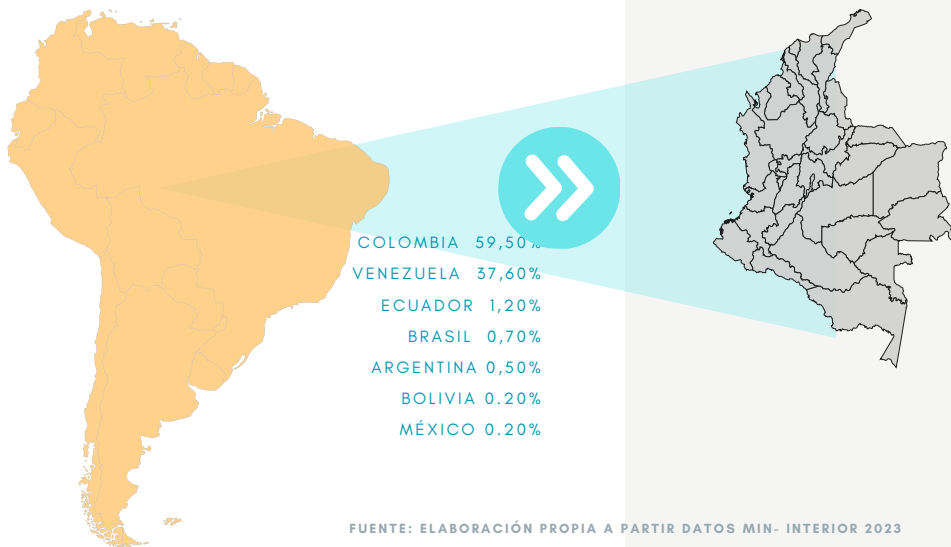 COLOMBIA 59,50%
VENEZUELA 37,60%
ECUADOR 1,20%
BRASIL 0,70%
ARGENTINA 0,50%
BOLIVIA 0.20%
MÉXICO 0.20%
FUENTE: ELABORACIÓN PROPIA A PARTIR DATOS MIN- INTERIOR 2023